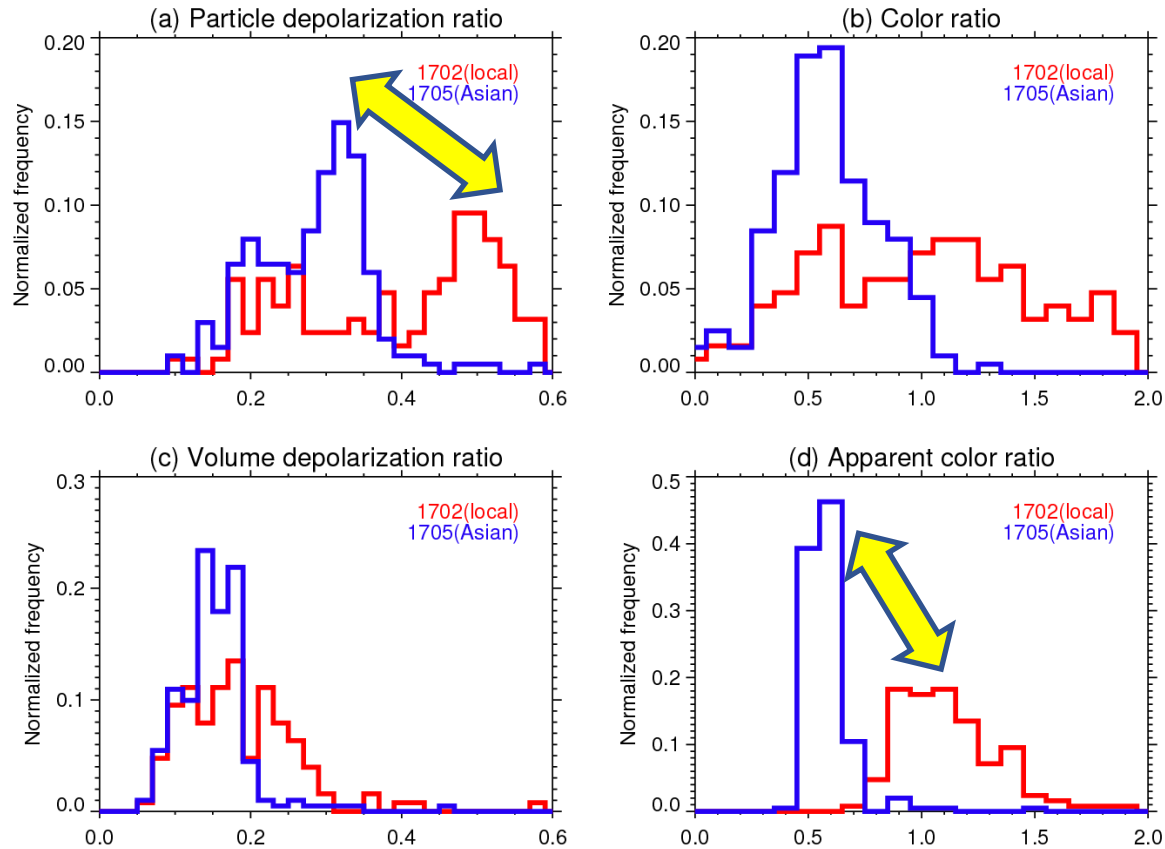 (a) Particle depolarization ratio
0.20
0.15
0.10
0.05
0.00
Normalized frequency
1702(local)
1705(Asian)
0.0 0.2 0.4 0.6
(b) Color ratio
0.20
0.15
0.10
0.05
0.00
Normalized frequency
1702(local)
1705(Asian)
0.0 0.5 1.0 1.5 2.0
(c) Volume depolarization ratio
0.3
0.2
0.1
0.0
Normalized frequency
1702(local)
1705(Asian)
0.0 0.2 0.4 0.6
(d) Apparent color ratio
0.5
0.4
0.3
0.2
0.1
0.0
Normalized frequency
1702(local)
1705(Asian)
0.0 0.5 1.0 1.5 2.0